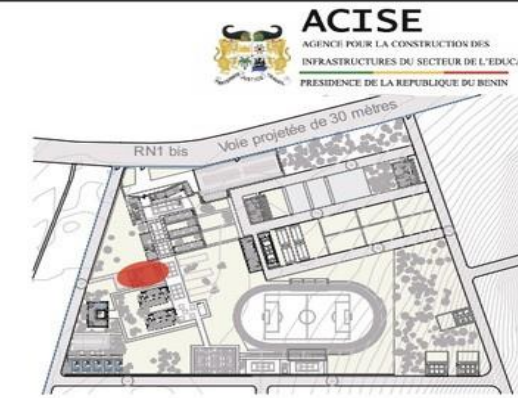 ACISE
AGENCE POUR LA CONSTRUCTION DES
INFRASTRUCTURES DU SECTEUR DE L'EDUCA
PRESIDENCE DE LA REPUBLIQUE DU BENIN
RN1 bis
Voie projetée de 30 mètres